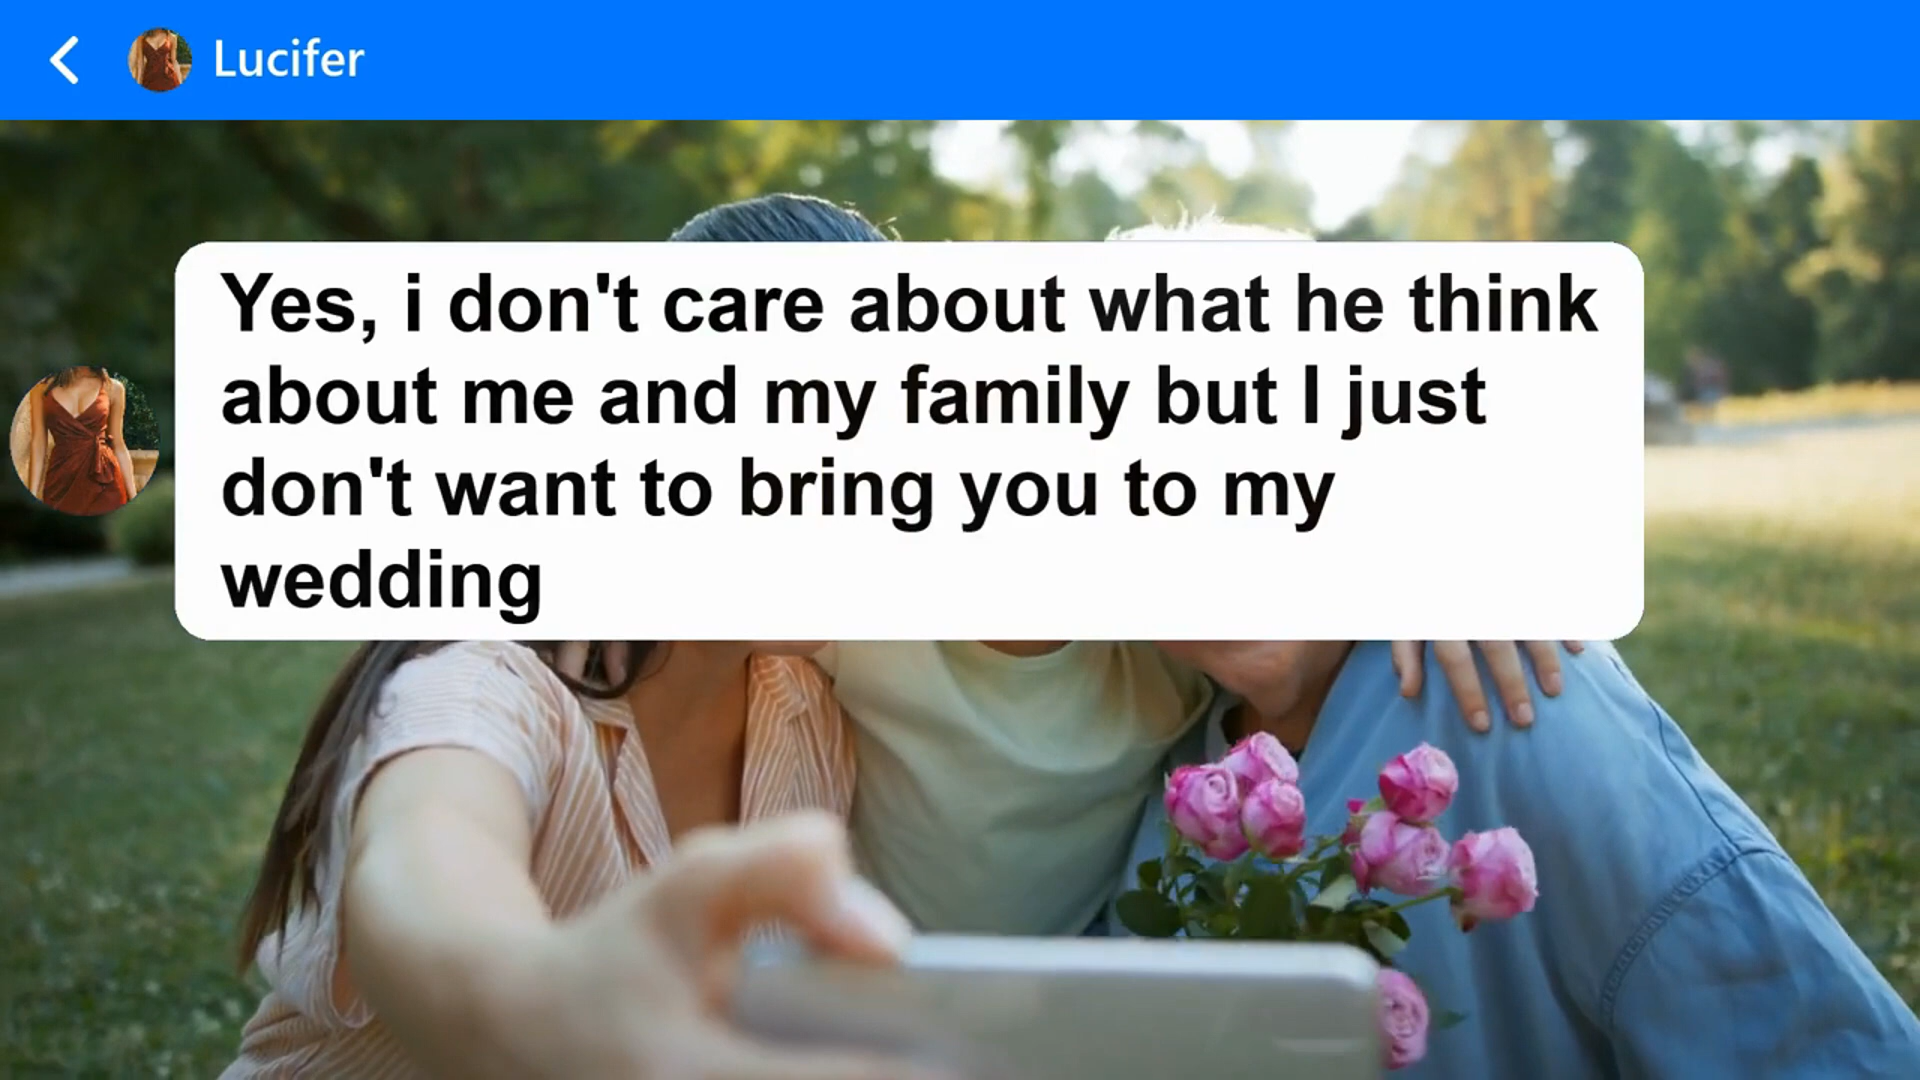 Lucifer
Yes, i don't care about what he think
about me and my family but I just
don't want to bring you to my
wedding